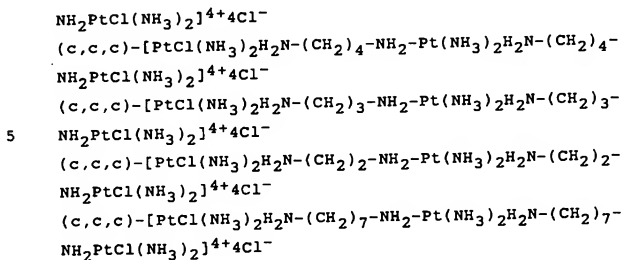 NH₂PtCl(NH₃)₂]⁴⁺4Cl⁻
(c,c,c)-[PtCl(NH₃)₂H₂N-(CH₂)₄-NH₂-Pt(NH₃)₂H₂N-(CH₂)₄-
NH₂PtCl(NH₃)₂]⁴⁺4Cl⁻
(c,c,c)-[PtCl(NH₃)₂H₂N-(CH₂)₃-NH₂-Pt(NH₃)₂H₂N-(CH₂)₃-
5 NH₂PtCl(NH₃)₂]⁴⁺4Cl⁻
(c,c,c)-[PtCl(NH₃)₂H₂N-(CH₂)₂-NH₂-Pt(NH₃)₂H₂N-(CH₂)₂-
NH₂PtCl(NH₃)₂]⁴⁺4Cl⁻
(c,c,c)-[PtCl(NH₃)₂H₂N-(CH₂)₇-NH₂-Pt(NH₃)₂H₂N-(CH₂)₇-
NH₂PtCl(NH₃)₂]⁴⁺4Cl⁻